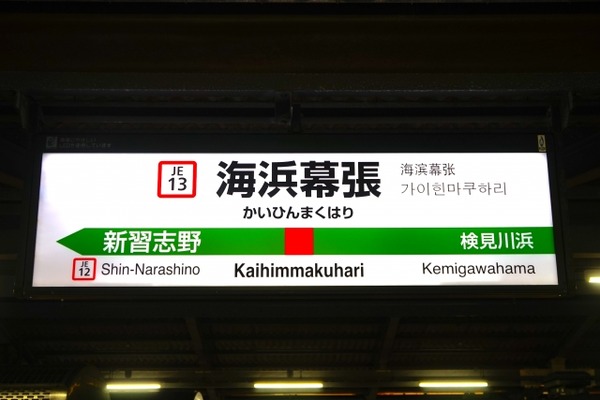 JE
13
海浜幕張
海滨幕张
가이힌마쿠하리
かいひんまくはり
新習志野
検見川浜
JE
12
Shin-Narashino
Kaihimmakuhari
Kemigawahama